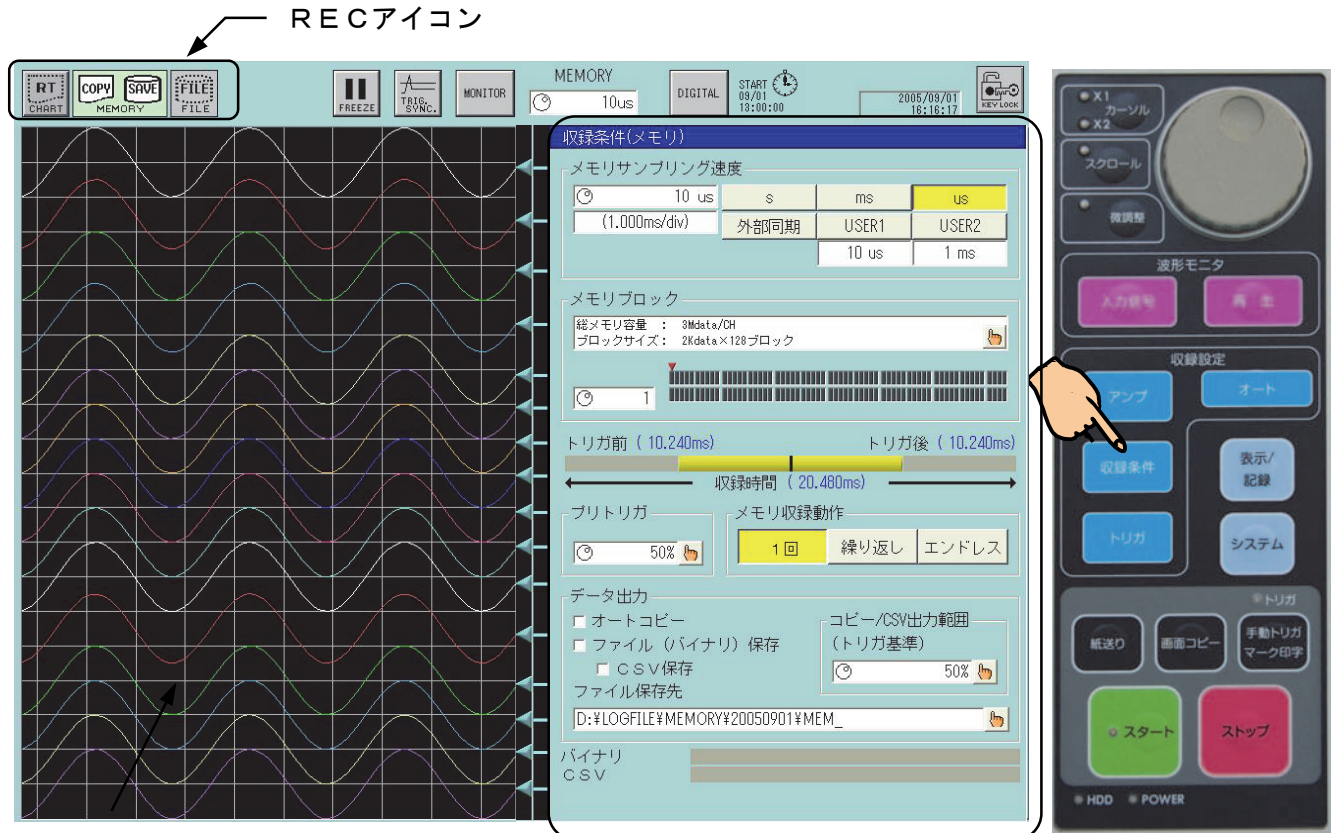 RECアイコン
RT
CHART
COPY SAVE
MEMORY
FILE
FILE
FREEZE
TRIG.
SYNC.
MONITOR
MEMORY
10us
DIGITAL
START
09/01
13:00:00
2005/09/01
16:16:17
KEY LOCK
収録条件(メモリ)
メモリサンプリング速度
10 us
s
ms
us
(1.000ms/div)
外部同期
USER1
USER2
10 us
1 ms
メモリブロック
総メモリ容量 : 3Mdata/CH
ブロックサイズ: 2Kdata×128ブロック
1
トリガ前 ( 10.240ms)
トリガ後 ( 10.240ms)
収録時間 ( 20.480ms)
プリトリガ
50%
メモリ収録動作
1回
繰り返し
エンドレス
データ出力
オートコピー
ファイル(バイナリ)保存
CSV保存
コピー/CSV出力範囲
(トリガ基準)
50%
ファイル保存先
D:¥LOGFILE¥MEMORY¥20050901¥MEM_
バイナリ
CSV
X1
カーソル
X2
スクロール
微調整
波形モニタ
入力信号
再 生
収録設定
アンプ
オート
収録条件
表示/
記録
トリガ
システム
トリガ
紙送り
画面コピー
手動トリガ
マーク印字
スタート
ストップ
HDD
POWER